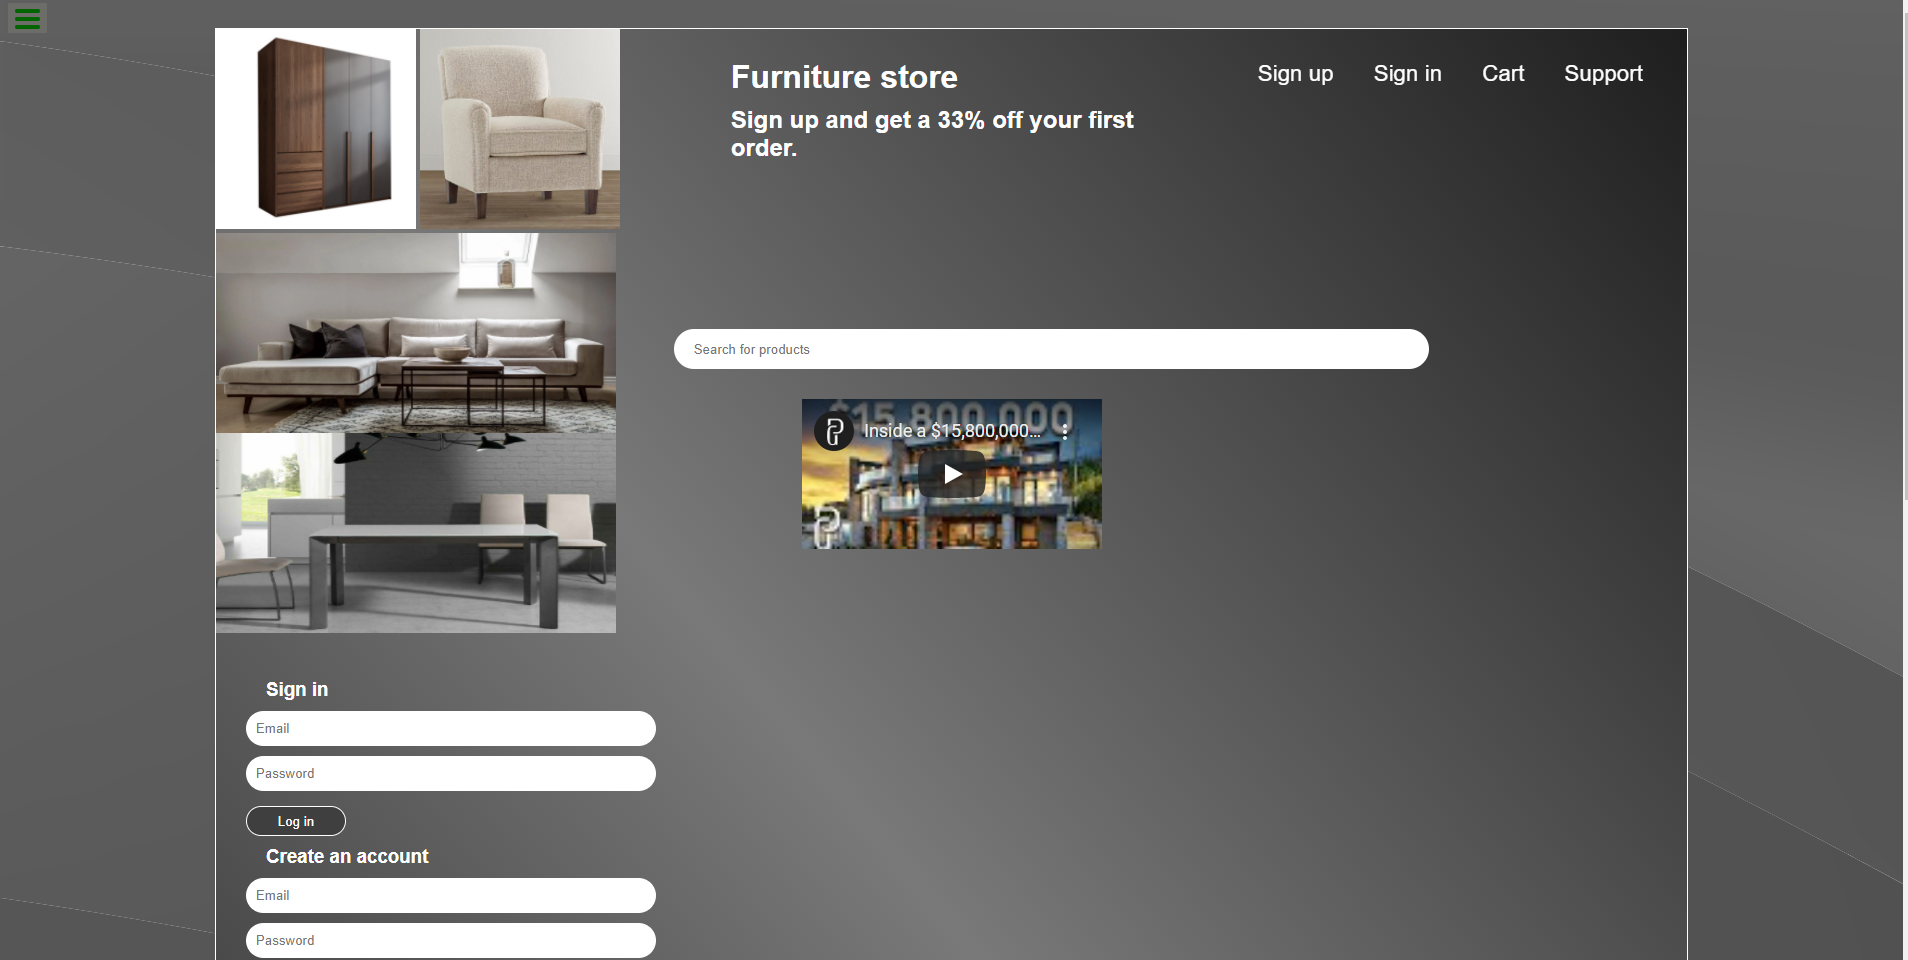 Furniture store
Sign up and get a 33% off your first
order.
Sign up
Sign in
Cart
Support
Search for products
$15,800,000
Inside a $15,800,000...
Sign in
Email
Password
Log in
Create an account
Email
Password